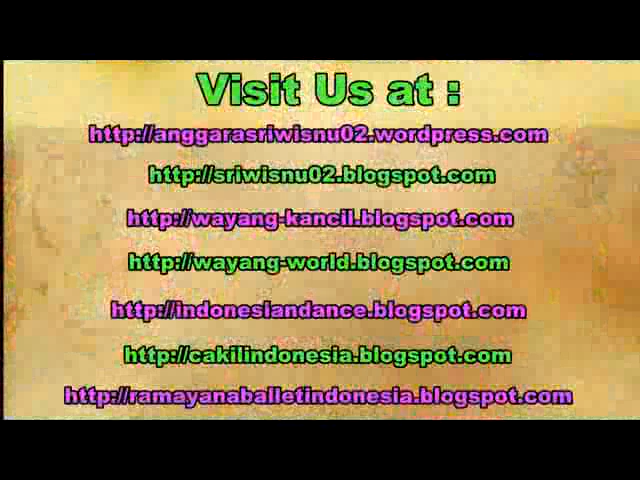 Visit Us at :
http://anggarasriwisnu02.wordpress.com
http://sriwisnu02.blogspot.com
http://wayang-kancil.blogspot.com
http://wayang-world.blogspot.com
http://indonesiandance.blogspot.com
http://cakilindonesia.blogspot.com
http://ramayanaballetindonesia.blogspot.com